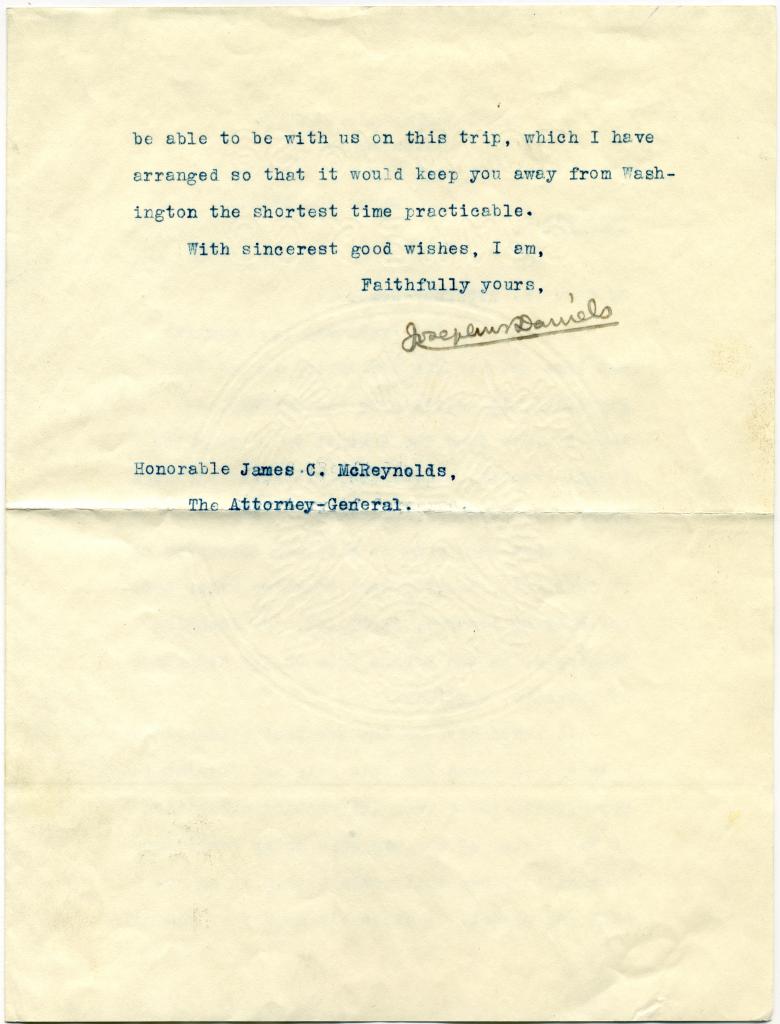 be able to be with us on this trip, which I have
arranged so that it would keep you away from Wash-
ington the shortest time practicable.
With sincerest good wishes, I am,
Faithfully yours,
Josephus Daniels
Honorable James C. McReynolds,
The Attorney-General.